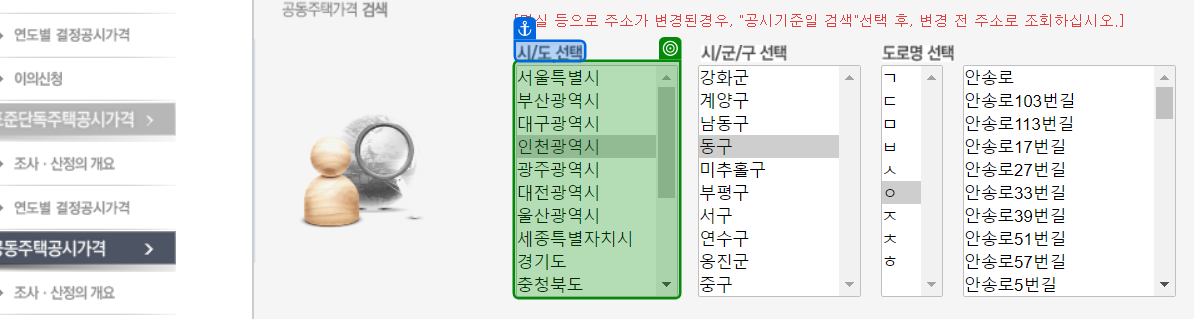 공동주택가격 검색
연도별 결정공시가격
이의신청
표준단독주택공시가격
조사 · 산정의 개요
연도별 결정공시가격
공동주택공시가격
조사 · 산정의 개요
등으로 주소가 변경된경우, "공시기준일 검색"선택 후, 변경 전 주소로 조회하십시오.]
시/도 선택
서울특별시
부산광역시
대구광역시
인천광역시
광주광역시
대전광역시
울산광역시
세종특별자치시
경기도
충청북도
시/군/구 선택
강화군
계양구
남동구
동구
미추홀구
부평구
서구
연수구
옹진군
중구
도로명 선택
ㄱ
ㄷ
ㅁ
ㅂ
ㅅ
ㅇ
ㅈ
ㅊ
ㅎ
안송로
안송로103번길
안송로113번길
안송로17번길
안송로27번길
안송로33번길
안송로39번길
안송로51번길
안송로57번길
안송로5번길